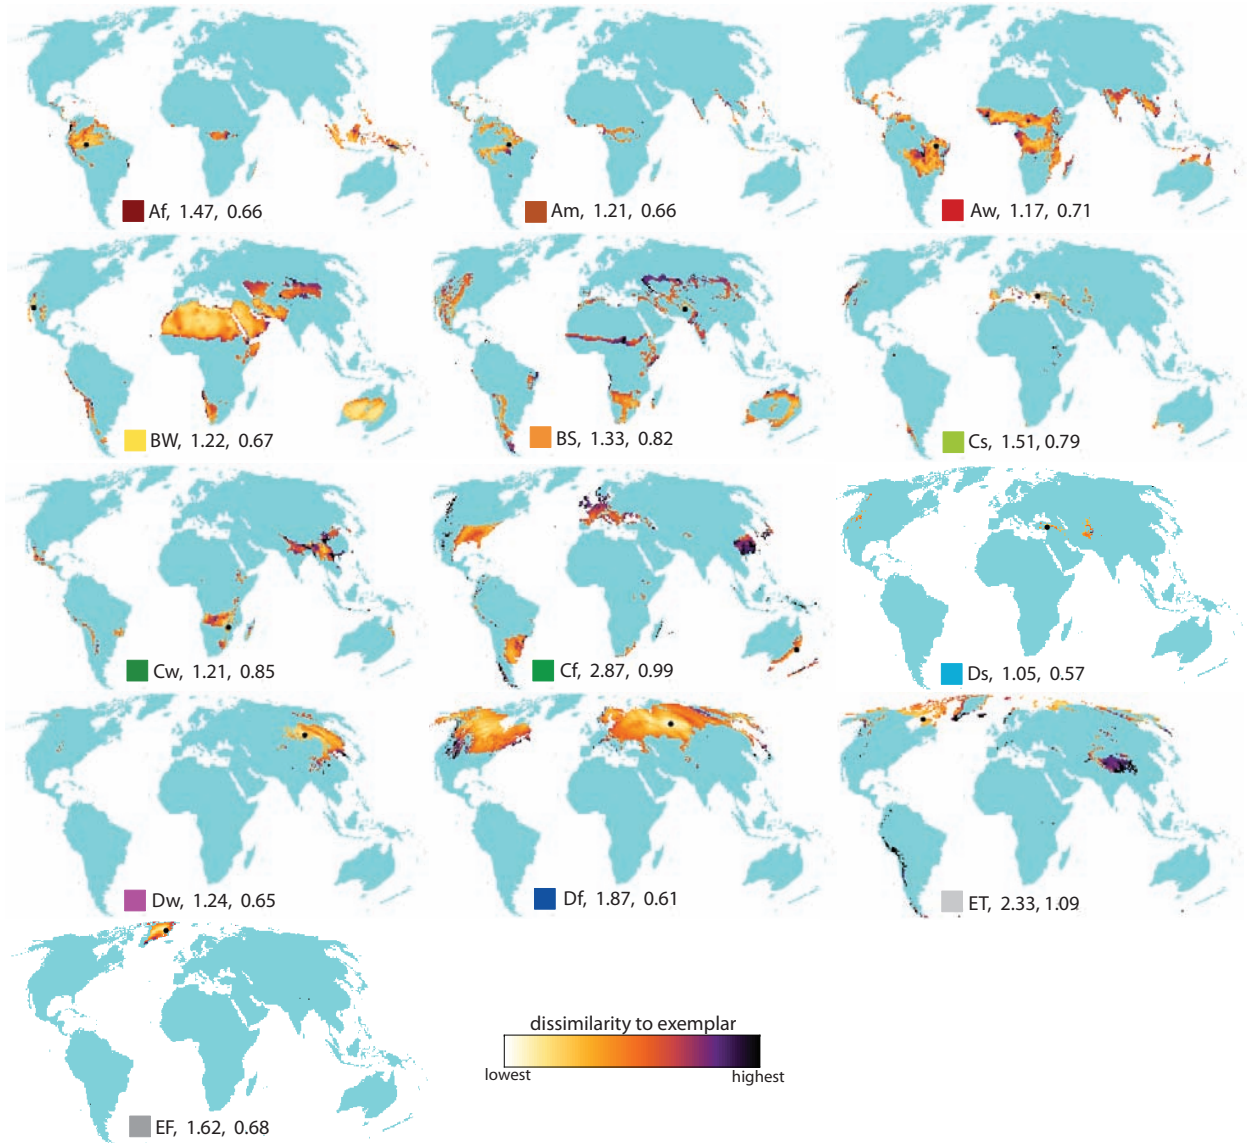 Af, 1.47, 0.66
Am, 1.21, 0.66
Aw, 1.17, 0.71
BW, 1.22, 0.67
BS, 1.33, 0.82
Cs, 1.51, 0.79
Cw, 1.21, 0.85
Cf, 2.87, 0.99
Ds, 1.05, 0.57
Dw, 1.24, 0.65
Df, 1.87, 0.61
ET, 2.33, 1.09
EF, 1.62, 0.68
dissimilarity to exemplar
lowest
highest